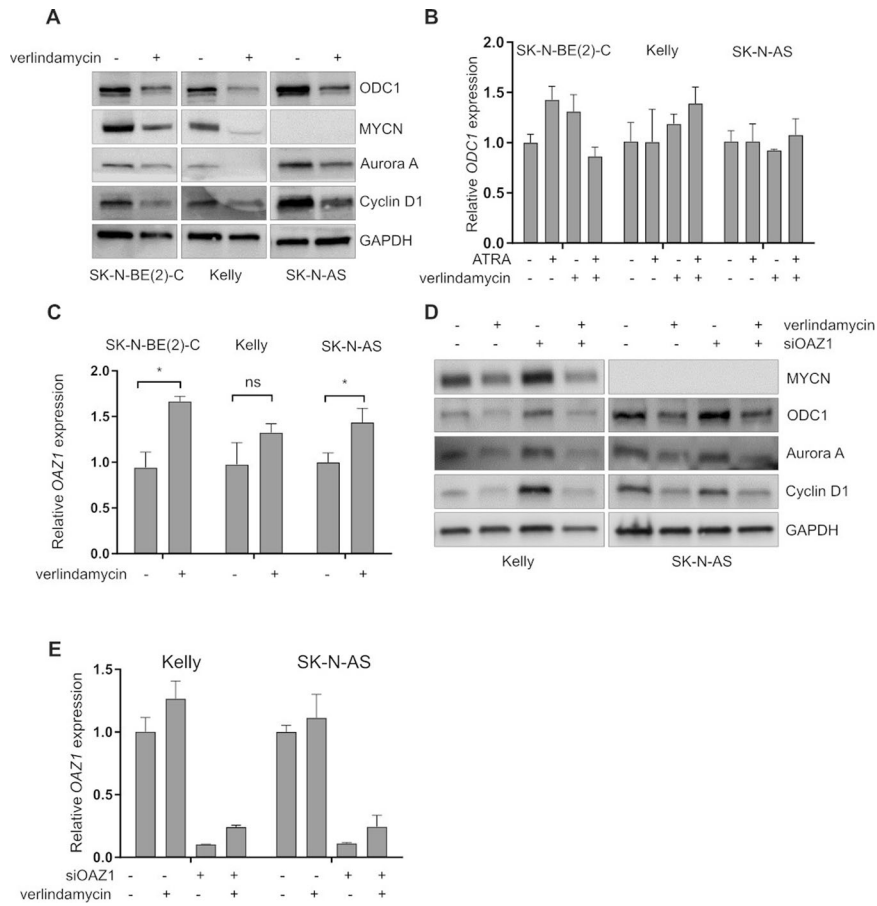 A
verlindamycin - + - + - +
ODC1
MYCN
Aurora A
Cyclin D1
GAPDH
SK-N-BE(2)-C Kelly SK-N-AS
B
SK-N-BE(2)-C Kelly SK-N-AS
Relative ODC1 expression
2.0
1.5
1.0
0.5
0.0
ATRA - + - + - + - + - + - +
verlindamycin - - + + - - + + - - + +
C
SK-N-BE(2)-C Kelly SK-N-AS
Relative OAZ1 expression
2.0
1.5
1.0
0.5
0.0
* ns *
verlindamycin - + - + - +
D
- + - + - + - + verlindamycin
- - + + - - + + siOAZ1
MYCN
ODC1
Aurora A
Cyclin D1
GAPDH
Kelly SK-N-AS
E
Kelly SK-N-AS
Relative OAZ1 expression
1.5
1.0
0.5
0.0
siOAZ1 - - + + - - + +
verlindamycin - + - + - + - +